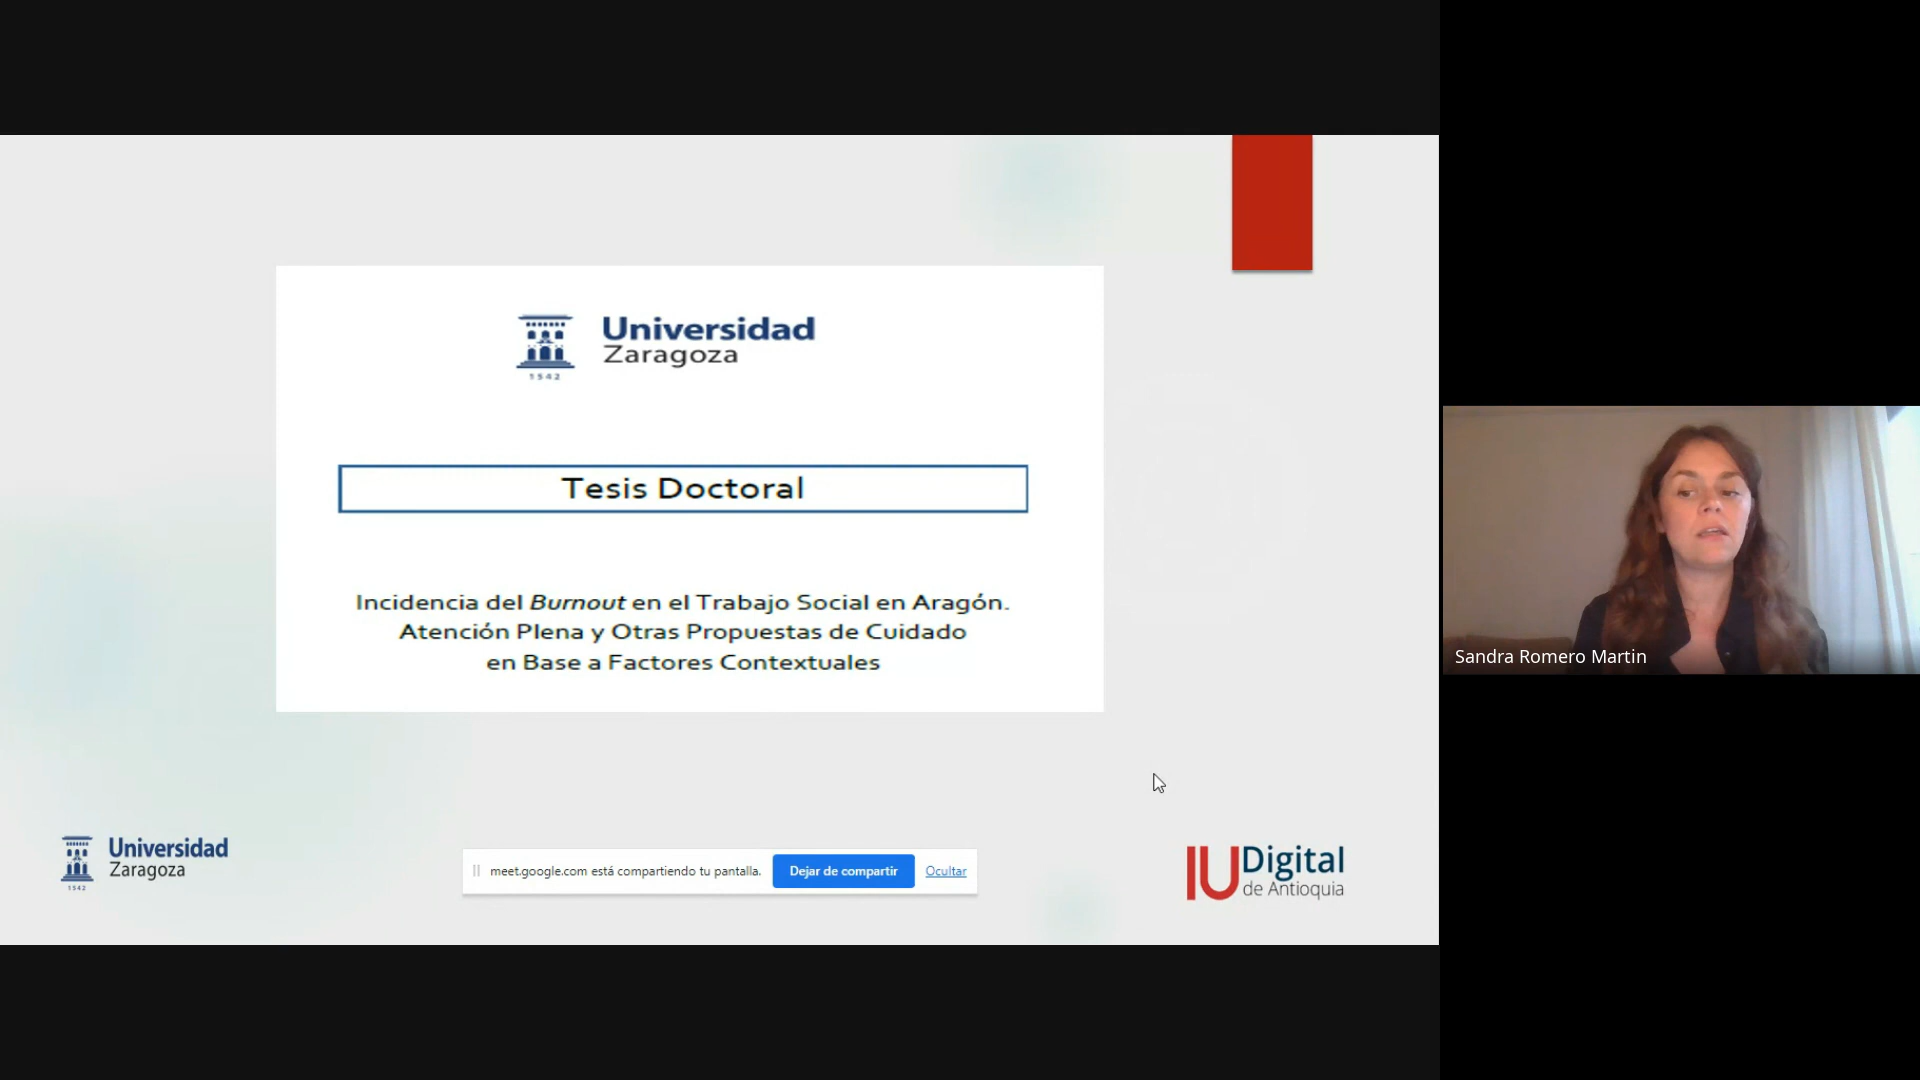 Universidad
Zaragoza
1542
Tesis Doctoral
Incidencia del Burnout en el Trabajo Social en Aragón.
Atención Plena y Otras Propuestas de Cuidado
en Base a Factores Contextuales
Sandra Romero Martin
Universidad
Zaragoza
1542
meet.google.com está compartiendo tu pantalla. Dejar de compartir Ocultar
IUDigital
de Antioquia